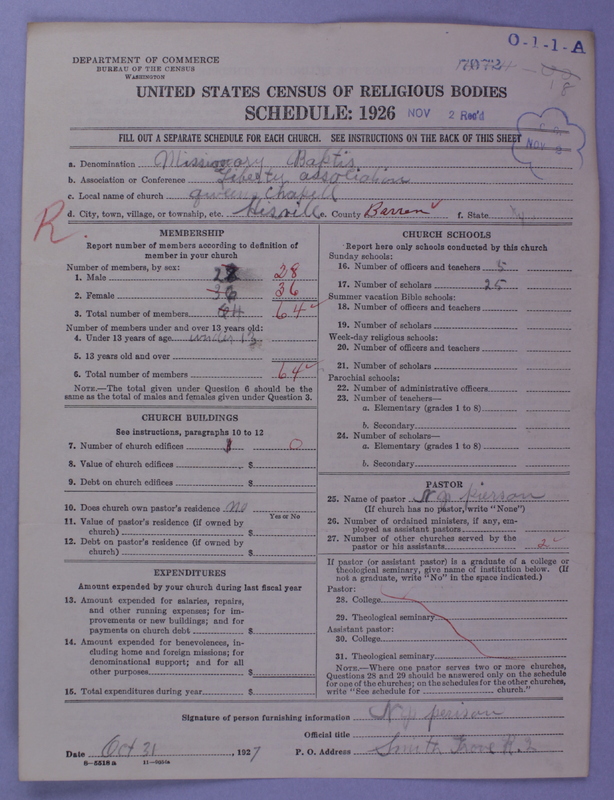 O-1-1-A
DEPARTMENT OF COMMERCE
BUREAU OF THE CENSUS
WASHINGTON
UNITED STATES CENSUS OF RELIGIOUS BODIES
SCHEDULE: 1926 NOV 2 Rec'd
FILL OUT A SEPARATE SCHEDULE FOR EACH CHURCH. SEE INSTRUCTIONS ON THE BACK OF THIS SHEET
a. Denomination Missionary Baptis
b. Association or Conference Liberty association
c. Local name of church
d. City, town, village, or township, etc. Hisvill e. County Barren f. State
R.
MEMBERSHIP
Report number of members according to definition of
member in your church
Number of members, by sex:
1. Male 28 28
2. Female 36 36
3. Total number of members 64 64
Number of members under and over 13 years old:
4. Under 13 years of age under 13
5. 13 years old and over
6. Total number of members 64
NOTE.—The total given under Question 6 should be the
same as the total of males and females given under Question 3.
CHURCH BUILDINGS
See instructions, paragraphs 10 to 12
7. Number of church edifices 1 0
8. Value of church edifices $
9. Debt on church edifices $
10. Does church own pastor's residence No
Yes or No
11. Value of pastor's residence (if owned by
church) $
12. Debt on pastor's residence (if owned by
church) $
EXPENDITURES
Amount expended by your church during last fiscal year
13. Amount expended for salaries, repairs,
and other running expenses; for im-
provements or new buildings; and for
payments on church debt $
14. Amount expended for benevolences, in-
cluding home and foreign missions; for
denominational support; and for all
other purposes $
15. Total expenditures during year $
CHURCH SCHOOLS
Report here only schools conducted by this church
Sunday schools:
16. Number of officers and teachers 5
17. Number of scholars 25
Summer vacation Bible schools:
18. Number of officers and teachers
19. Number of scholars
Week-day religious schools:
20. Number of officers and teachers
21. Number of scholars
Parochial schools:
22. Number of administrative officers
23. Number of teachers—
a. Elementary (grades 1 to 8)
b. Secondary
24. Number of scholars—
a. Elementary (grades 1 to 8)
b. Secondary
PASTOR
25. Name of pastor
(If church has no pastor, write "None")
26. Number of ordained ministers, if any, em-
ployed as assistant pastors
27. Number of other churches served by the
pastor or his assistants 2
If pastor (or assistant pastor) is a graduate of a college or
theological seminary, give name of institution below. (If
not a graduate, write "No" in the space indicated.)
Pastor:
28. College
29. Theological seminary
Assistant pastor:
30. College
31. Theological seminary
NOTE.—Where one pastor serves two or more churches,
Questions 28 and 29 should be answered only on the schedule
for one of the churches; on the schedules for the other churches,
write "See schedule for church."
Signature of person furnishing information
Official title
Date Oct 31, 1927 P. O. Address Smith Grove R. 2